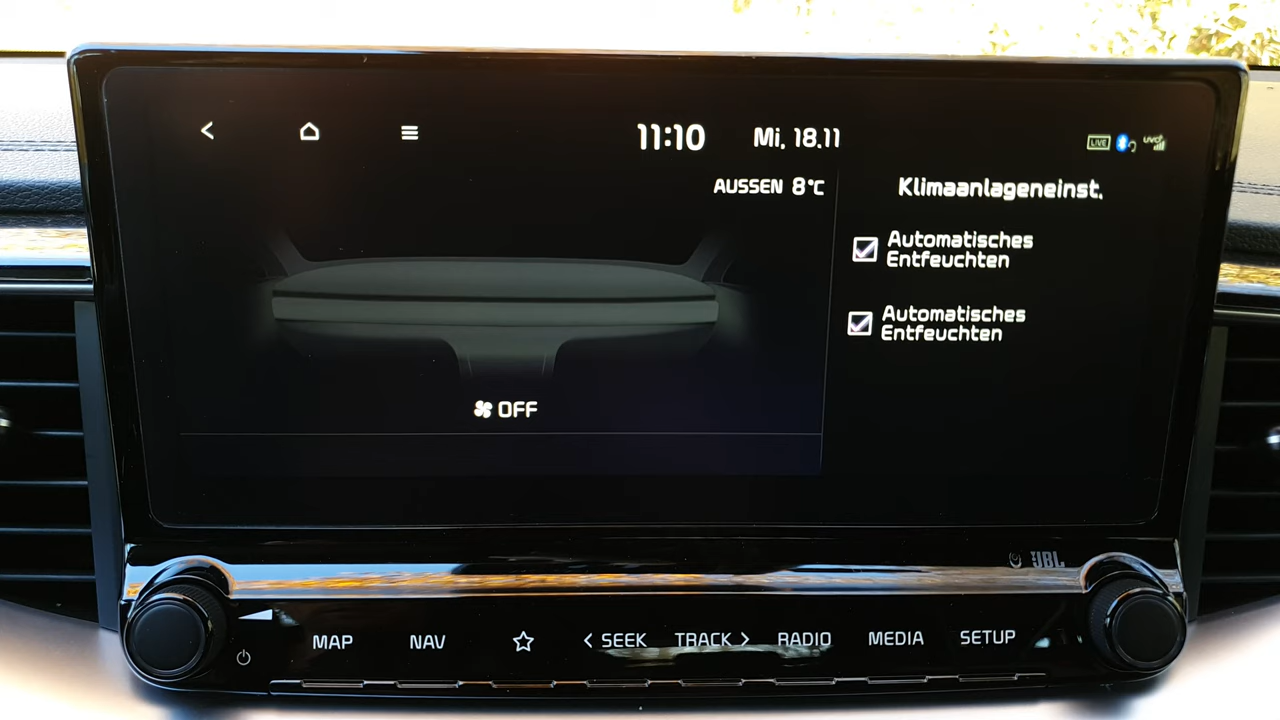 11:10 Mi, 18.11
LIVE UVO
AUSSEN 8°C
Klimaanlageneinst.
Automatisches
Entfeuchten
Automatisches
Entfeuchten
OFF
JBL
MAP NAV < SEEK TRACK > RADIO MEDIA SETUP